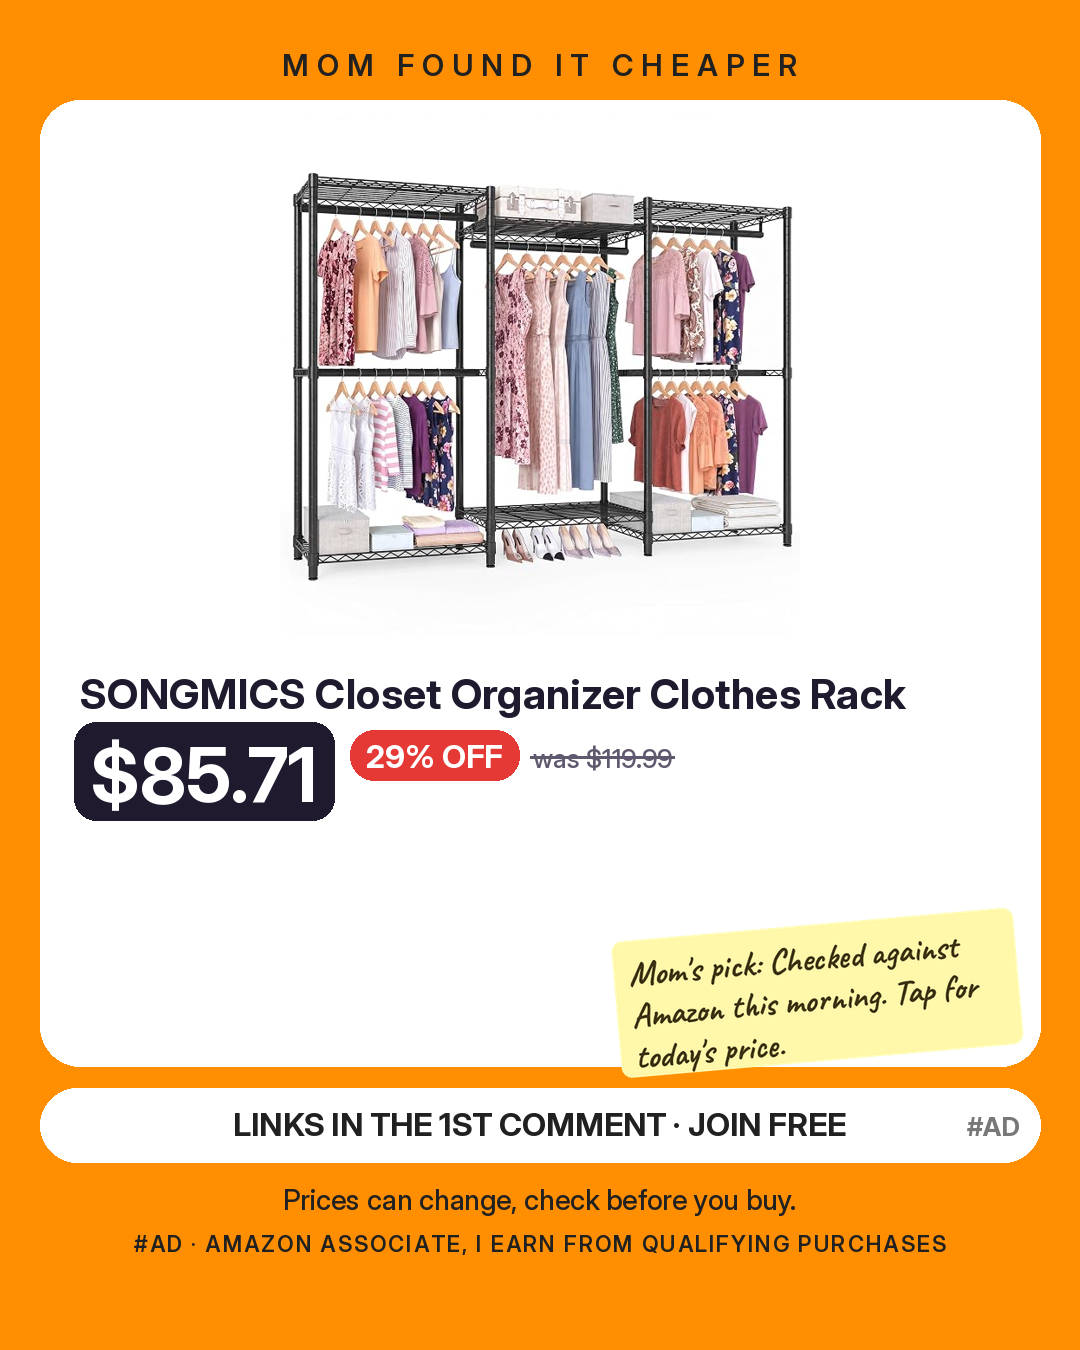 MOM FOUND IT CHEAPER
SONGMICS Closet Organizer Clothes Rack
$85.71
29% OFF
was $119.99
Mom's pick: Checked against
Amazon this morning. Tap for
today's price.
LINKS IN THE 1ST COMMENT · JOIN FREE
#AD
Prices can change, check before you buy.
#AD · AMAZON ASSOCIATE, I EARN FROM QUALIFYING PURCHASES